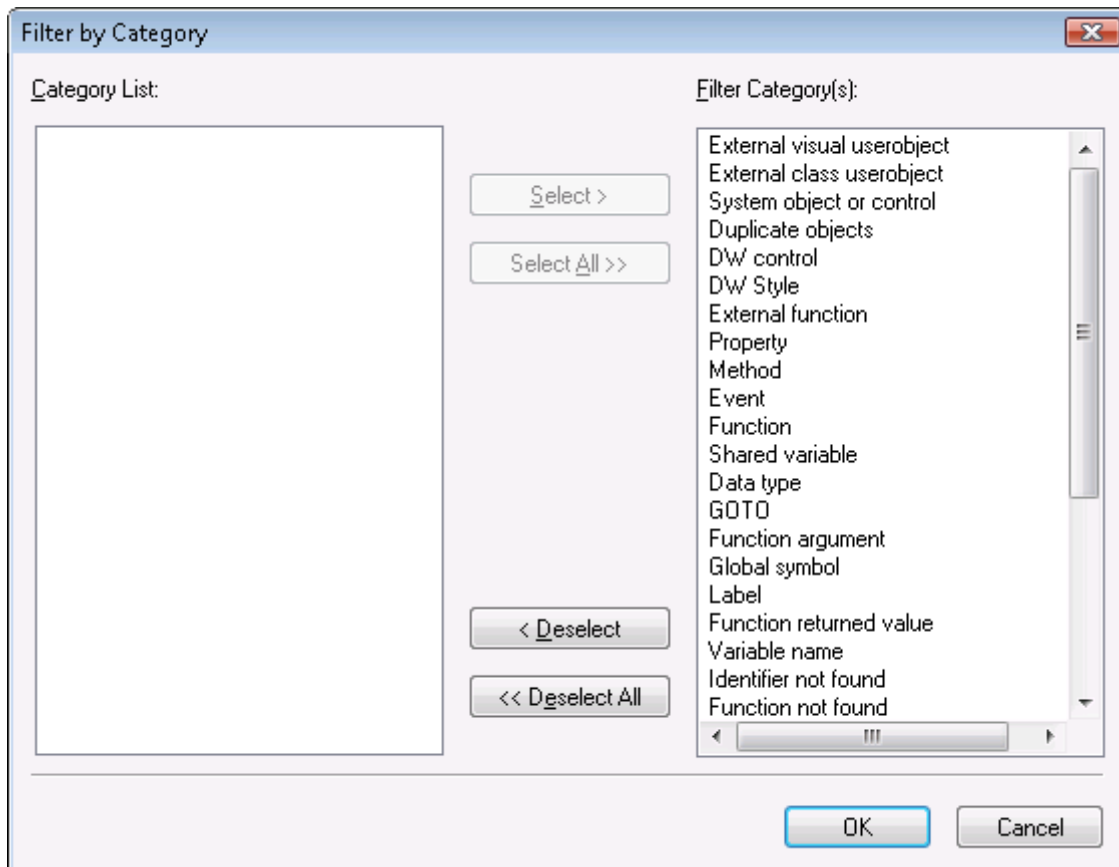 Filter by Category
Category List:
Filter Category(s):
Select >
Select All >>
< Deselect
<< Deselect All
External visual userobject
External class userobject
System object or control
Duplicate objects
DW control
DW Style
External function
Property
Method
Event
Function
Shared variable
Data type
GOTO
Function argument
Global symbol
Label
Function returned value
Variable name
Identifier not found
Function not found
OK
Cancel